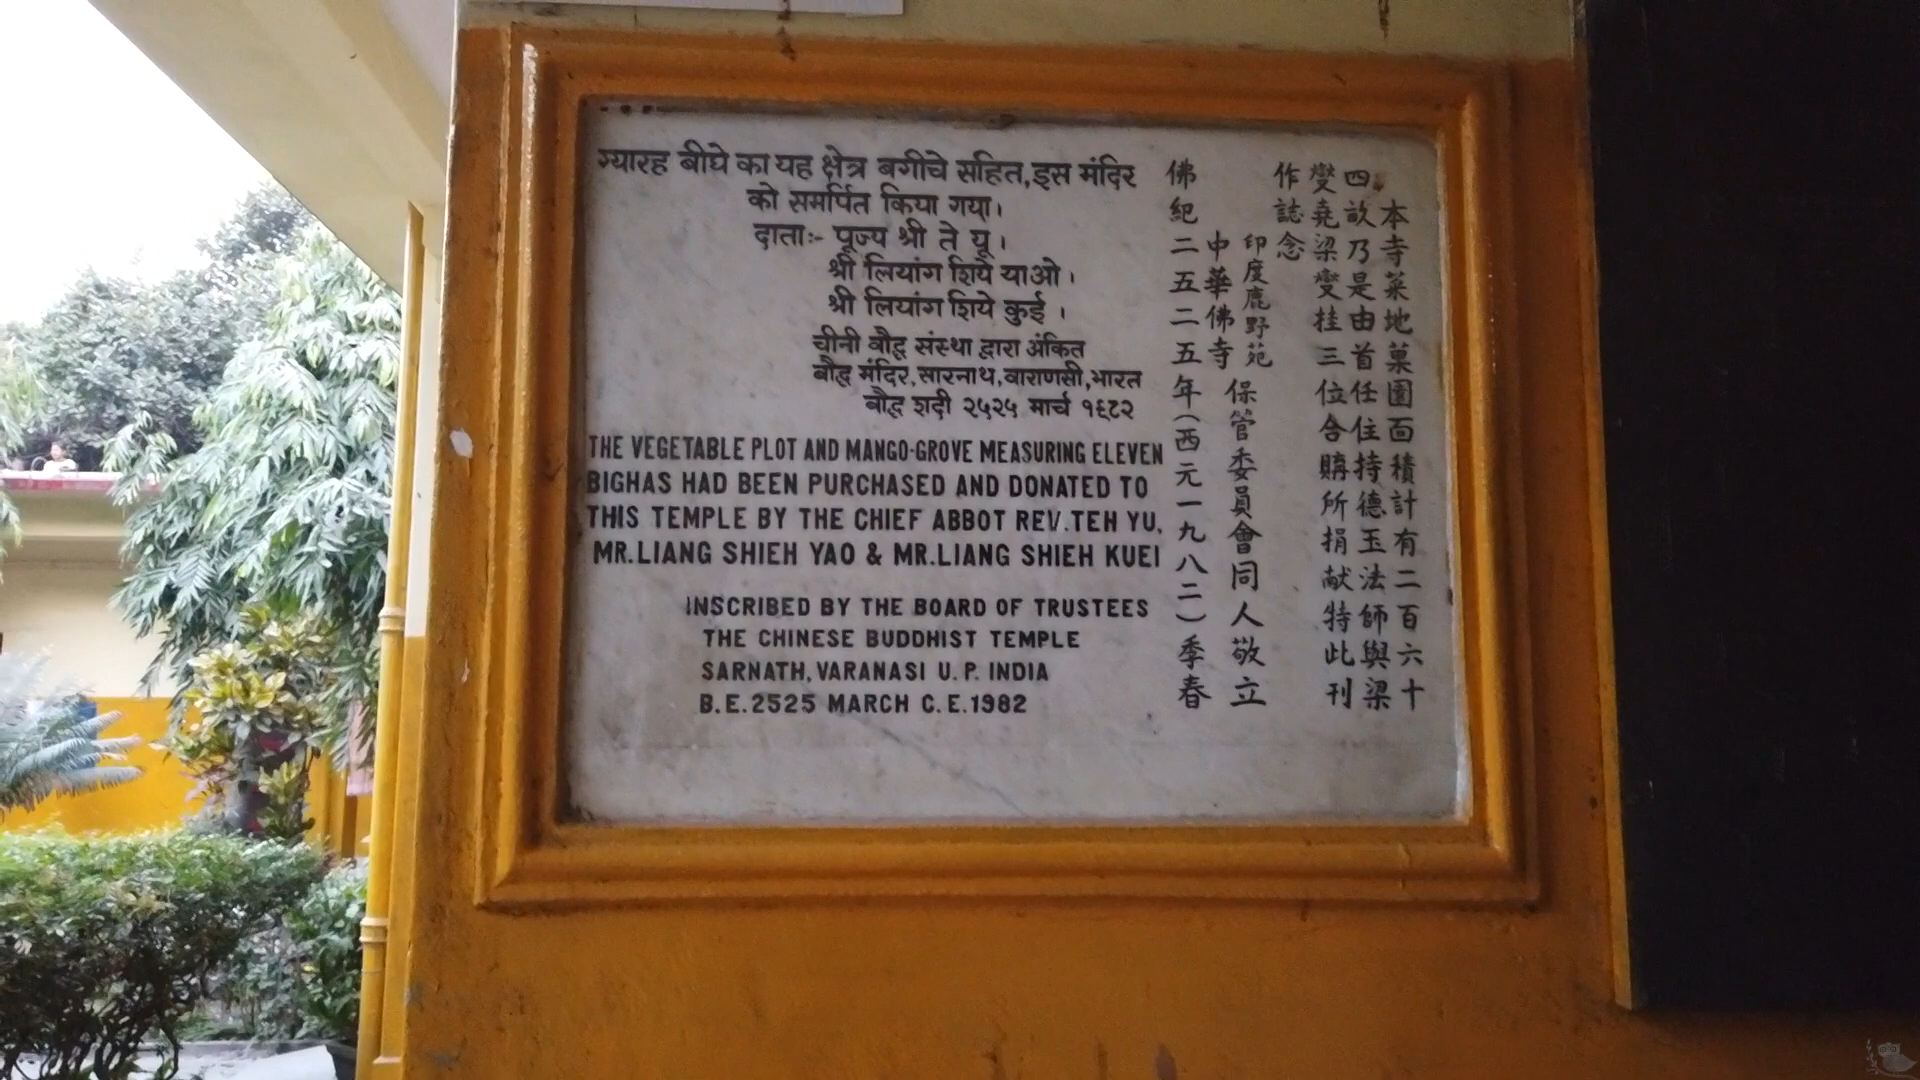 ग्यारह बीघे का यह क्षेत्र बगीचे सहित,इस मंदिर
को समर्पित किया गया।
दाताः- पूज्य श्री ते यू।
श्री लियांग शिये याओ।
श्री लियांग शिये कुई।
चीनी बौद्ध संस्था द्वारा अंकित
बौद्ध मंदिर,सारनाथ,वाराणसी,भारत
बौद्ध शदी २५२५ मार्च १९८२
THE VEGETABLE PLOT AND MANGO-GROVE MEASURING ELEVEN
BIGHAS HAD BEEN PURCHASED AND DONATED TO
THIS TEMPLE BY THE CHIEF ABBOT REV.TEH YU,
MR.LIANG SHIEH YAO & MR.LIANG SHIEH KUEI
INSCRIBED BY THE BOARD OF TRUSTEES
THE CHINESE BUDDHIST TEMPLE
SARNATH,VARANASI U.P. INDIA
B.E.2525 MARCH C.E.1982
本寺菜地菓園面積計有二百六十
四畝乃是由首任住持德玉法師與梁
燮堯梁燮桂三位合購所捐献特此刊
作誌念
印度鹿野苑
中華佛寺
保管委員會同人敬立
佛紀二五二五年(西元一九八二)季春